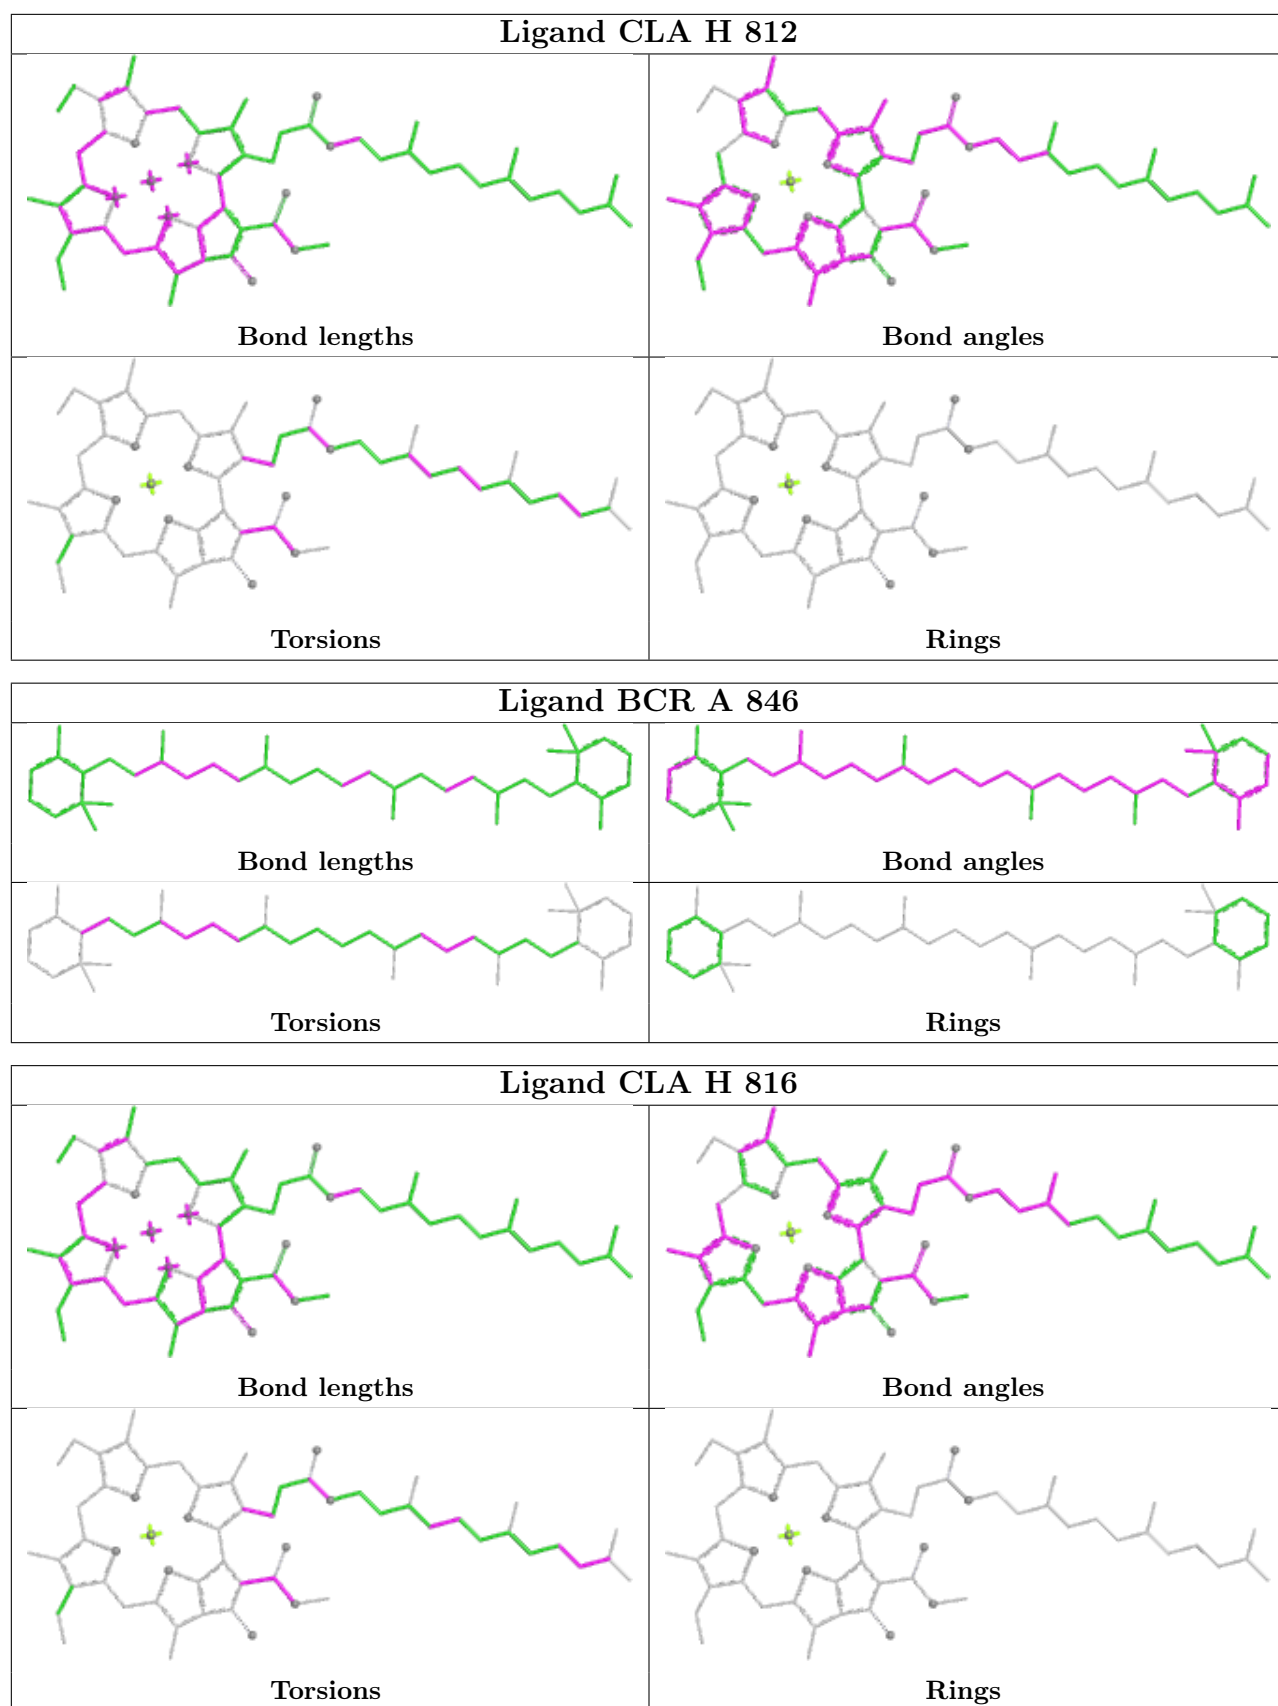 Ligand CLA H 812
Bond lengths
Bond angles
Torsions
Rings
Ligand BCR A 846
Bond lengths
Bond angles
Torsions
Rings
Ligand CLA H 816
Bond lengths
Bond angles
Torsions
Rings